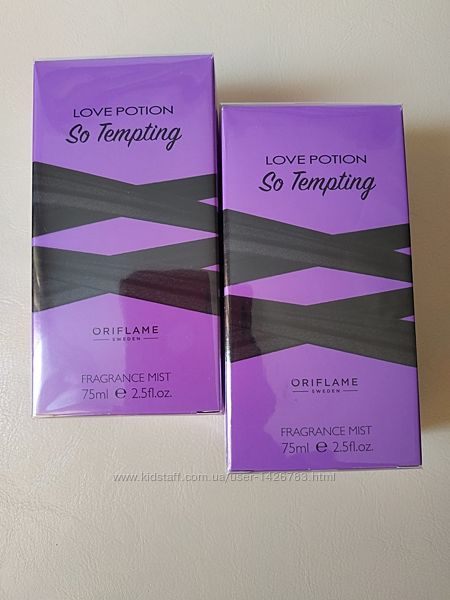 LOVE POTION
So Tempting
ORIFLAME
SWEDEN
FRAGRANCE MIST
75ml e 2.5fl.oz.
LOVE POTION
So Tempting
ORIFLAME
SWEDEN
FRAGRANCE MIST
75ml e 2.5fl.oz.
www.kidstaff.com.ua/user-1426783.html